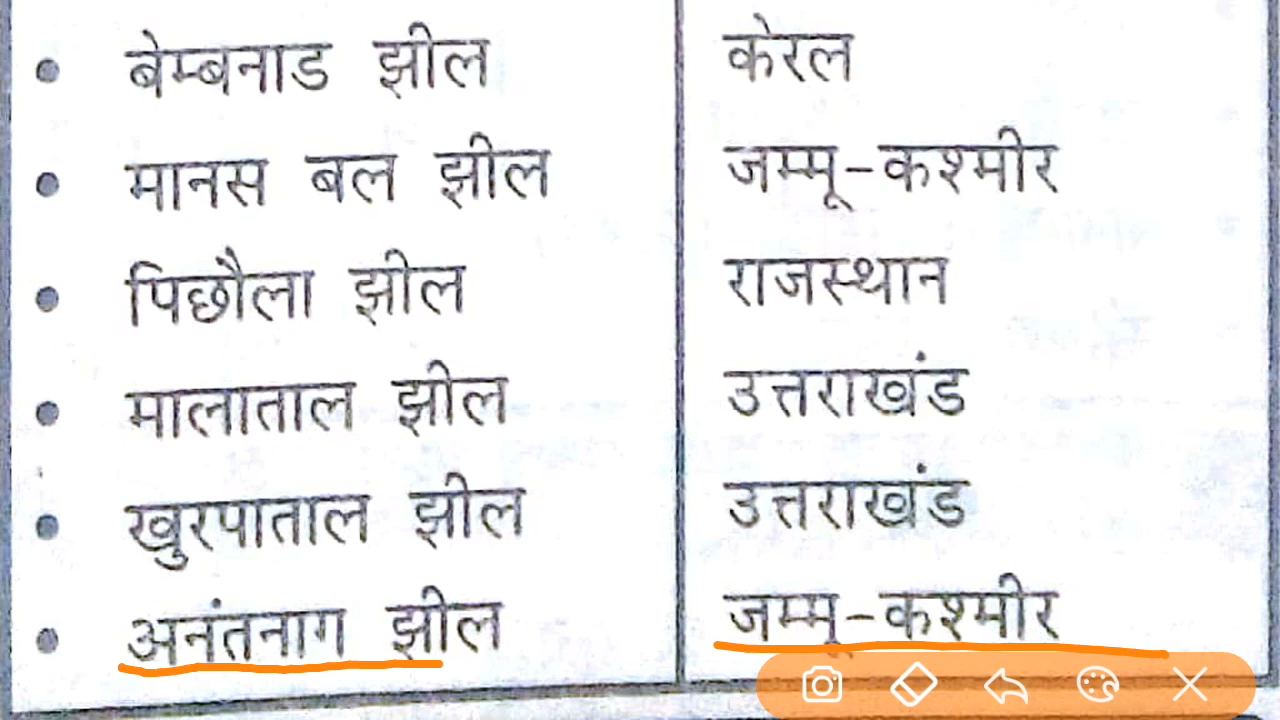 • बेम्बनाड झील केरल
• मानस बल झील जम्मू-कश्मीर
• पिछौला झील राजस्थान
• मालाताल झील उत्तराखंड
• खुरपाताल झील उत्तराखंड
• अनंतनाग झील जम्मू-कश्मीर